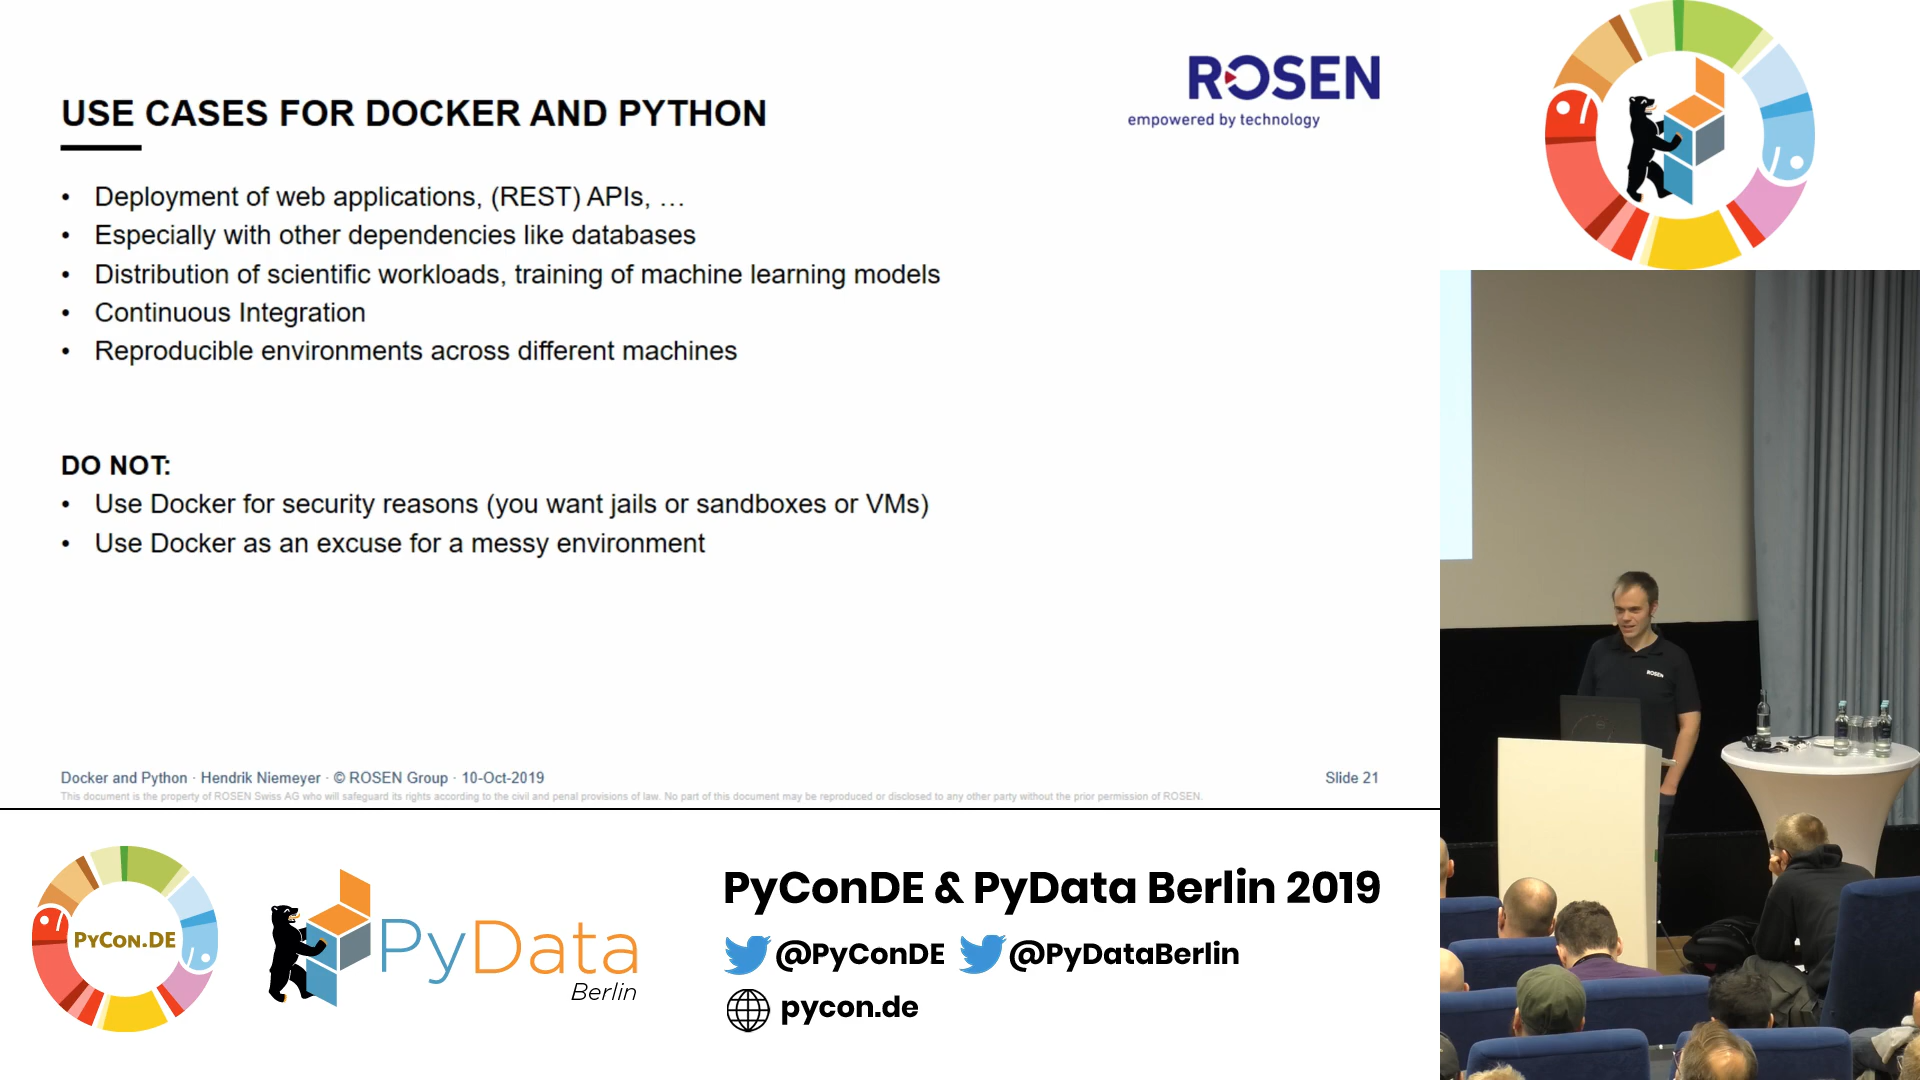 ROSEN
empowered by technology
USE CASES FOR DOCKER AND PYTHON
• Deployment of web applications, (REST) APIs, …
• Especially with other dependencies like databases
• Distribution of scientific workloads, training of machine learning models
• Continuous Integration
• Reproducible environments across different machines
DO NOT:
• Use Docker for security reasons (you want jails or sandboxes or VMs)
• Use Docker as an excuse for a messy environment
Docker and Python · Hendrik Niemeyer · © ROSEN Group · 10-Oct-2019
Slide 21
This document is the property of ROSEN Swiss AG who will safeguard its rights according to the civil and penal provisions of law. No part of this document may be reproduced or disclosed to any other party without the prior permission of ROSEN.
ROSEN
PYCON.DE
PyData
Berlin
PyConDE & PyData Berlin 2019
@PyConDE @PyDataBerlin
pycon.de